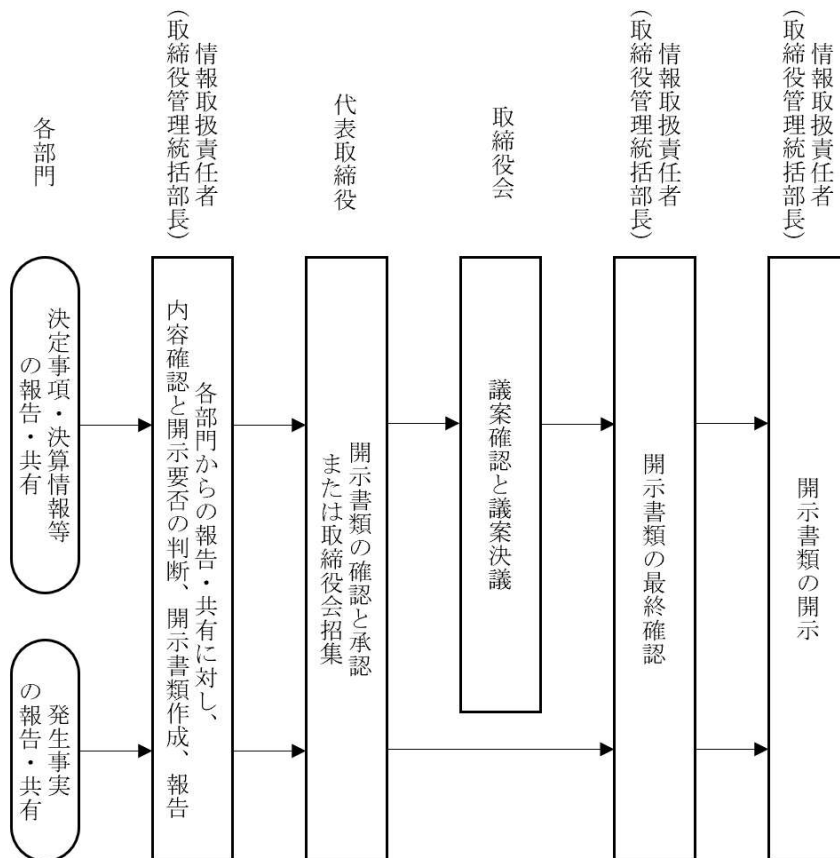 各部門
情報取扱責任者
(取締役管理統括部長)
代表取締役
取締役会
情報取扱責任者
(取締役管理統括部長)
情報取扱責任者
(取締役管理統括部長)
決定事項・決算情報等
の報告・共有
発生事実
の報告・共有
各部門からの報告・共有に対し、
内容確認と開示要否の判断、開示書類作成、報告
開示書類の確認と承認
または取締役会招集
議案確認と議案決議
開示書類の最終確認
開示書類の開示